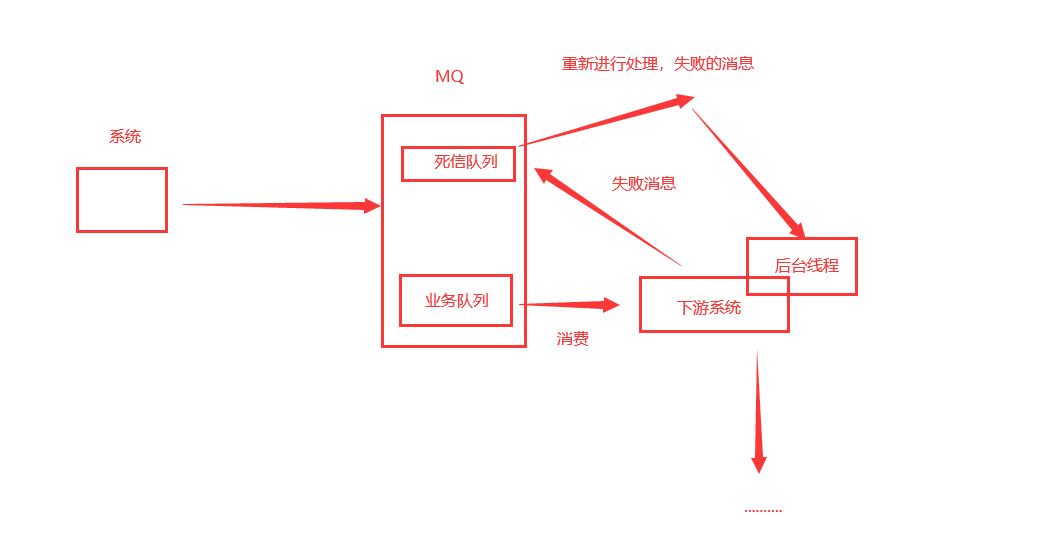 重新进行处理，失败的消息
MQ
系统
死信队列
失败消息
后台线程
业务队列
下游系统
消费
..........